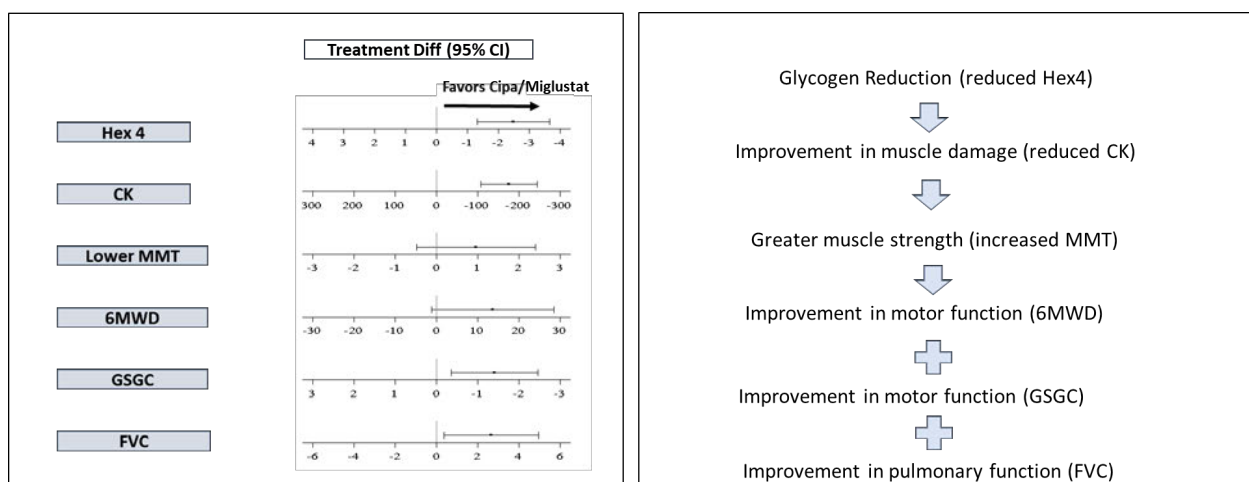 Treatment Diff (95% CI)
Favors Cipa/Miglustat
Hex 4
4 3 2 1 0 -1 -2 -3 -4
CK
300 200 100 0 -100 -200 -300
Lower MMT
-3 -2 -1 0 1 2 3
6MWD
-30 -20 -10 0 10 20 30
GSGC
3 2 1 0 -1 -2 -3
FVC
-6 -4 -2 0 2 4 6
Glycogen Reduction (reduced Hex4)
Improvement in muscle damage (reduced CK)
Greater muscle strength (increased MMT)
Improvement in motor function (6MWD)
Improvement in motor function (GSGC)
Improvement in pulmonary function (FVC)